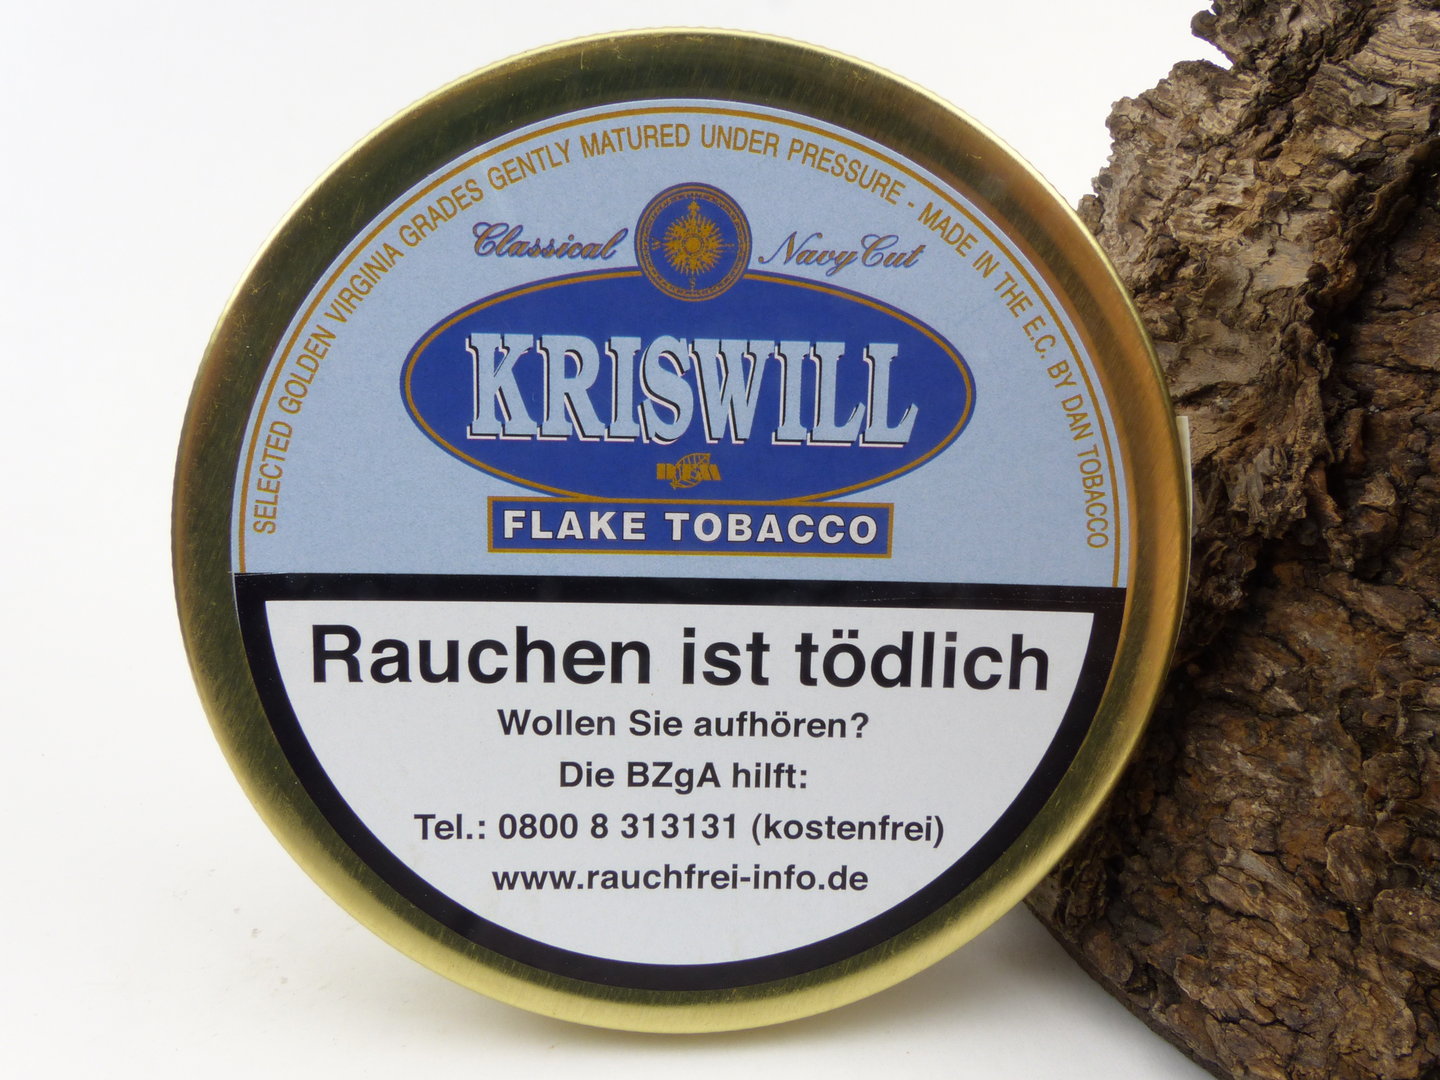 SELECTED GOLDEN VIRGINIA GRADES GENTLY MATURED UNDER PRESSURE - MADE IN THE E.C. BY DAN TOBACCO
Classical Navy Cut
KRISWILL
FLAKE TOBACCO
Rauchen ist tödlich
Wollen Sie aufhören?
Die BZgA hilft:
Tel.: 0800 8 313131 (kostenfrei)
www.rauchfrei-info.de